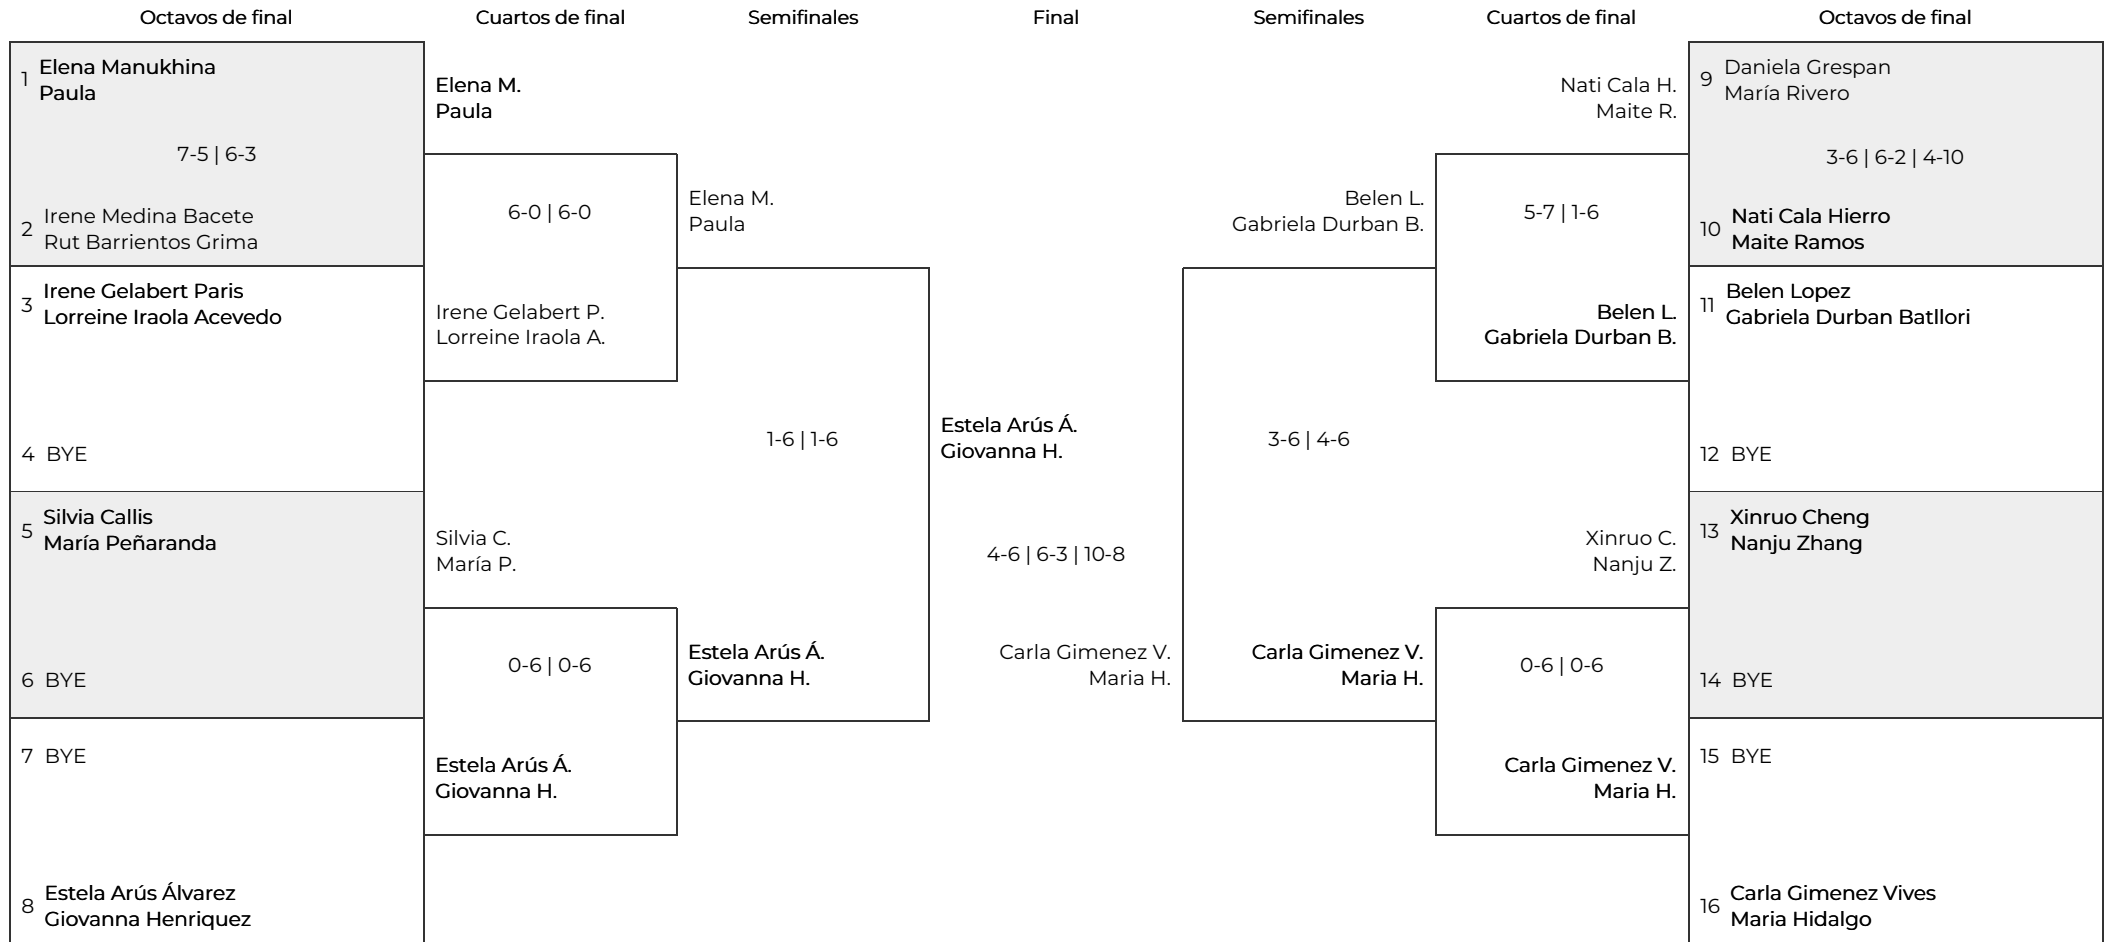 Octavos de final
Cuartos de final
Semifinales
Final
Semifinales
Cuartos de final
Octavos de final
1
Elena Manukhina
Paula
7-5 | 6-3
2
Irene Medina Bacete
Rut Barrientos Grima
3
Irene Gelabert Paris
Lorreine Iraola Acevedo
4 BYE
5
Silvia Callis
María Peñaranda
6 BYE
7 BYE
8
Estela Arús Álvarez
Giovanna Henriquez
Elena M.
Paula
6-0 | 6-0
Irene Gelabert P.
Lorreine Iraola A.
Silvia C.
María P.
0-6 | 0-6
Estela Arús Á.
Giovanna H.
Elena M.
Paula
1-6 | 1-6
Estela Arús Á.
Giovanna H.
Estela Arús Á.
Giovanna H.
4-6 | 6-3 | 10-8
Carla Gimenez V.
Maria H.
Belen L.
Gabriela Durban B.
3-6 | 4-6
Carla Gimenez V.
Maria H.
Nati Cala H.
Maite R.
5-7 | 1-6
Belen L.
Gabriela Durban B.
Xinruo C.
Nanju Z.
0-6 | 0-6
Carla Gimenez V.
Maria H.
9
Daniela Grespan
María Rivero
3-6 | 6-2 | 4-10
10
Nati Cala Hierro
Maite Ramos
11
Belen Lopez
Gabriela Durban Batllori
12 BYE
13
Xinruo Cheng
Nanju Zhang
14 BYE
15 BYE
16
Carla Gimenez Vives
Maria Hidalgo